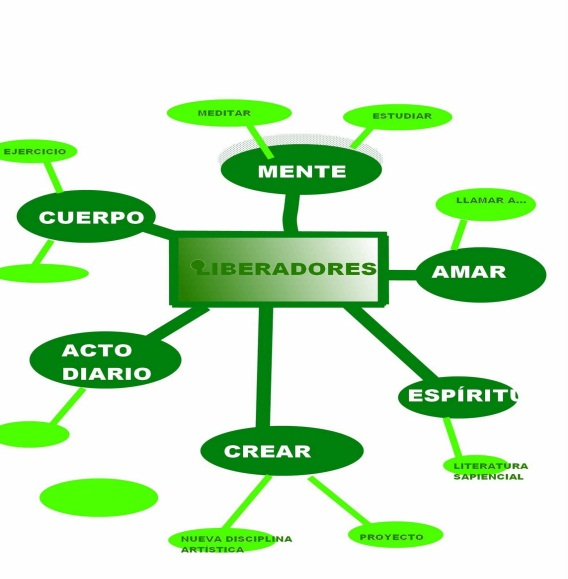 MEDITAR
ESTUDIAR
EJERCICIO
MENTE
LLAMAR A...
CUERPO
LIBERADORES
AMAR
ACTO
DIARIO
ESPÍRITU
CREAR
LITERATURA
SAPIENCIAL
NUEVA DISCIPLINA
ARTÍSTICA
PROYECTO